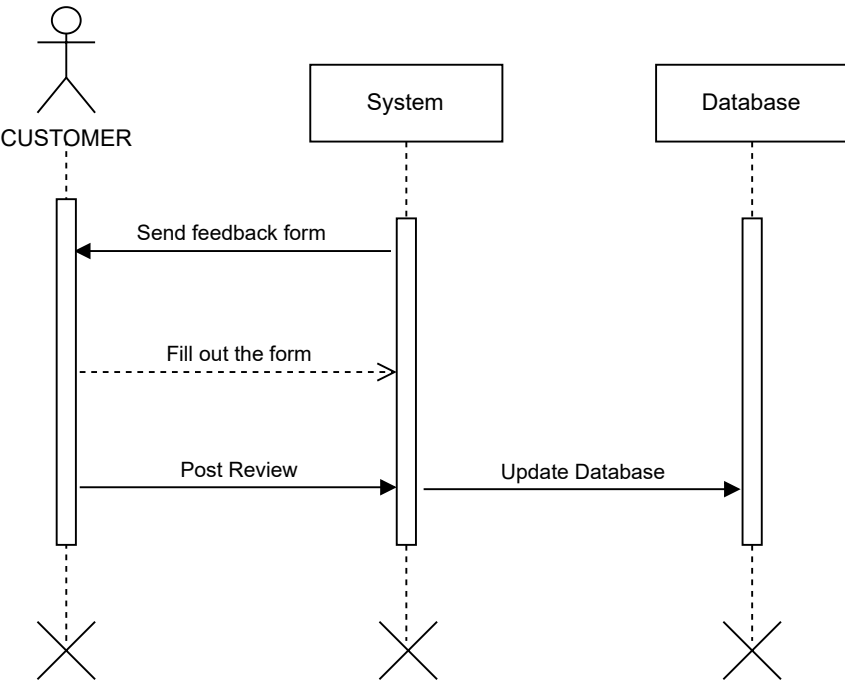 CUSTOMER
System
Database
Send feedback form
Fill out the form
Post Review
Update Database